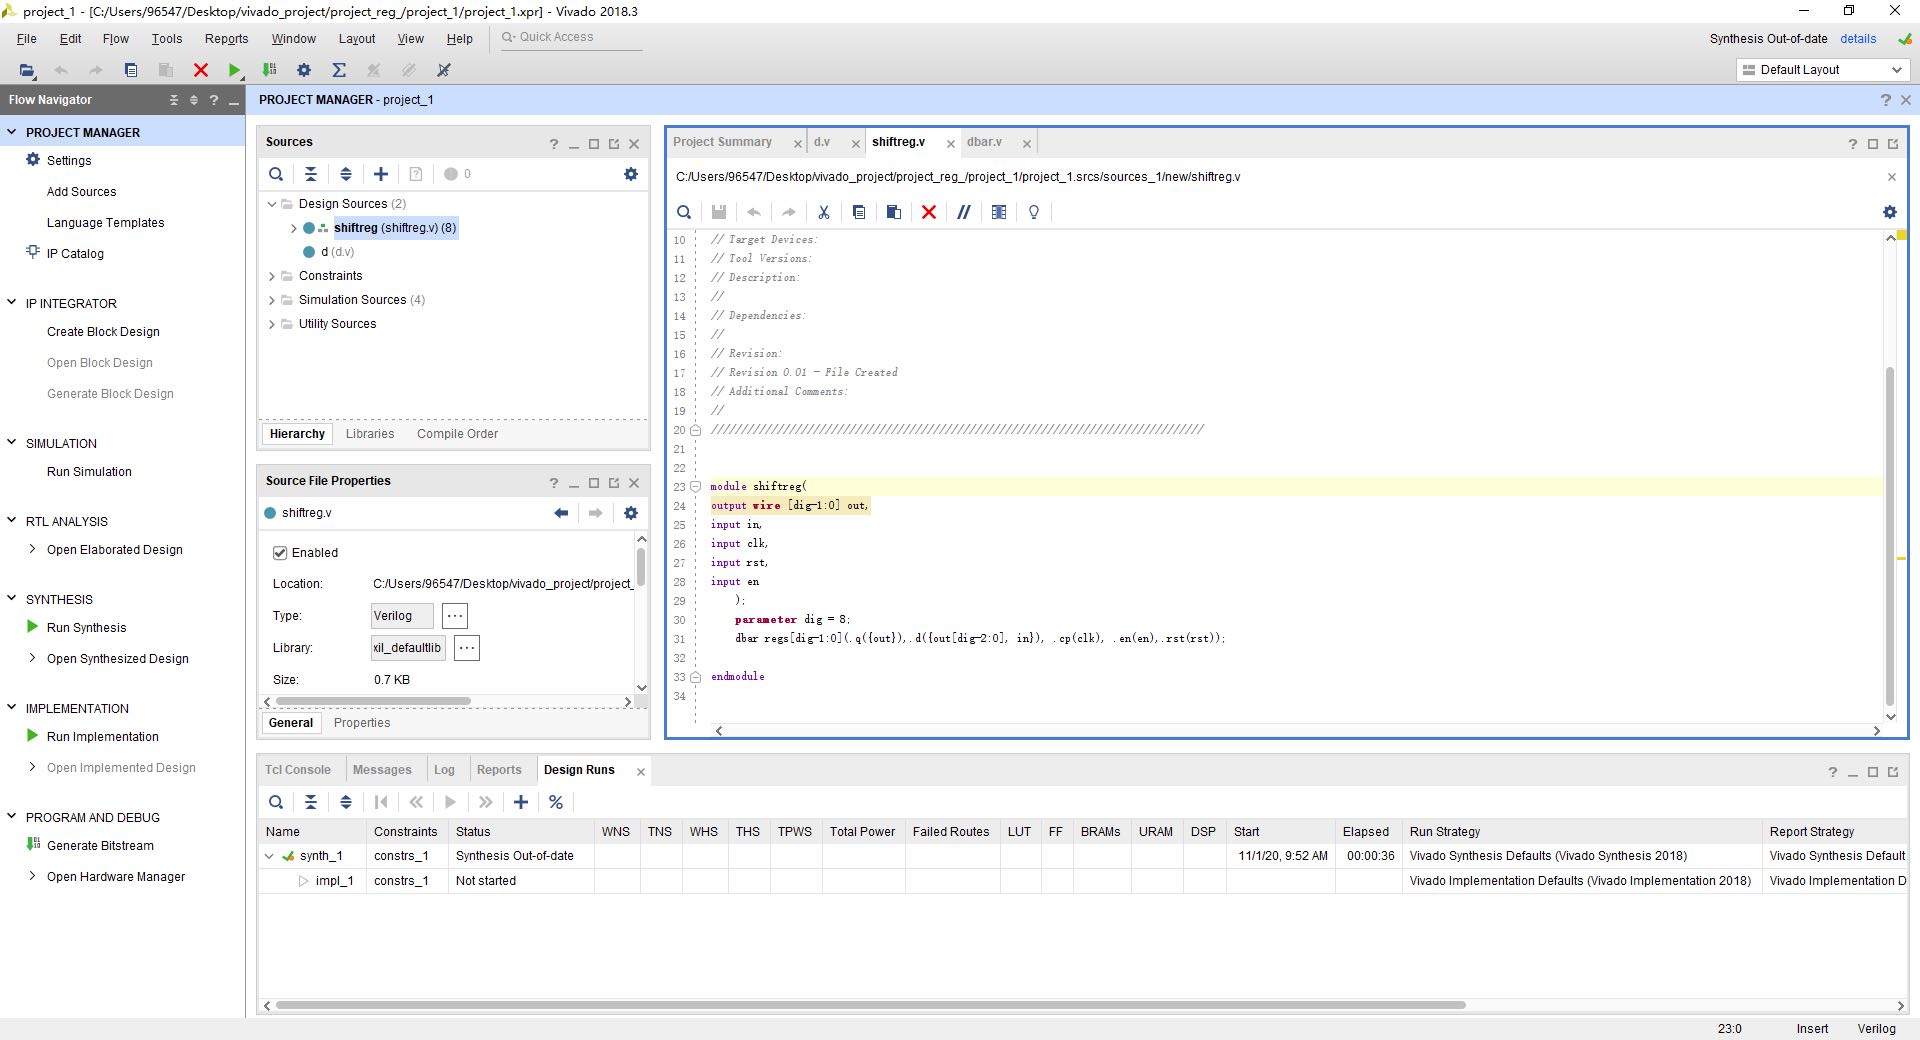 project_1 - [C:/Users/96547/Desktop/vivado_project/project_reg_/project_1/project_1.xpr] - Vivado 2018.3
File Edit Flow Tools Reports Window Layout View Help Quick Access
Synthesis Out-of-date details
Default Layout
Flow Navigator
PROJECT MANAGER - project_1
PROJECT MANAGER
Settings
Add Sources
Language Templates
IP Catalog
IP INTEGRATOR
Create Block Design
Open Block Design
Generate Block Design
SIMULATION
Run Simulation
RTL ANALYSIS
Open Elaborated Design
SYNTHESIS
Run Synthesis
Open Synthesized Design
IMPLEMENTATION
Run Implementation
Open Implemented Design
PROGRAM AND DEBUG
Generate Bitstream
Open Hardware Manager
Sources
0
Design Sources (2)
shiftreg (shiftreg.v) (8)
d (d.v)
Constraints
Simulation Sources (4)
Utility Sources
Hierarchy Libraries Compile Order
Source File Properties
shiftreg.v
Enabled
Location: C:/Users/96547/Desktop/vivado_project/project_
Type: Verilog
Library: xil_defaultlib
Size: 0.7 KB
General Properties
Project Summary d.v shiftreg.v dbar.v
C:/Users/96547/Desktop/vivado_project/project_reg_/project_1/project_1.srcs/sources_1/new/shiftreg.v
10 // Target Devices:
11 // Tool Versions:
12 // Description:
13 //
14 // Dependencies:
15 //
16 // Revision:
17 // Revision 0.01 - File Created
18 // Additional Comments:
19 //
20 //////////////////////////////////////////////////////////////////////////////////
21
22
23 module shiftreg(
24 output wire [dig-1:0] out,
25 input in,
26 input clk,
27 input rst,
28 input en
29 );
30 parameter dig = 8;
31 dbar regs[dig-1:0](.q({out}),.d({out[dig-2:0], in}), .cp(clk), .en(en),.rst(rst));
32
33 endmodule
34
Tcl Console Messages Log Reports Design Runs
Name Constraints Status WNS TNS WHS THS TPWS Total Power Failed Routes LUT FF BRAMs URAM DSP Start Elapsed Run Strategy Report Strategy
synth_1 constrs_1 Synthesis Out-of-date 11/1/20, 9:52 AM 00:00:36 Vivado Synthesis Defaults (Vivado Synthesis 2018) Vivado Synthesis Default
impl_1 constrs_1 Not started Vivado Implementation Defaults (Vivado Implementation 2018) Vivado Implementation D
23:0 Insert Verilog